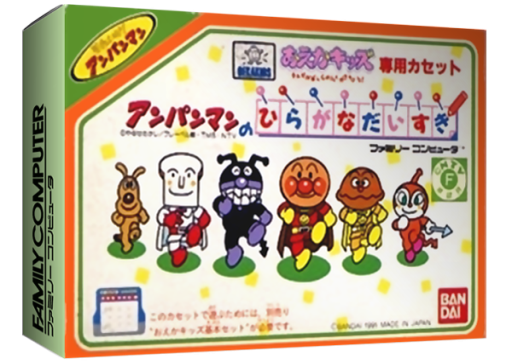 アンパンマン
おえかキッズ 専用カセット
アンパンマンの
ひらがなだいすき
ファミリー コンピュータ
FAMILY COMPUTER
ファミリー コンピュータ
このカセットで遊ぶためには、別売り
"おえかキッズ基本セット"が必要です。
©BANDAI 1991 MADE IN JAPAN
BAN
DAI